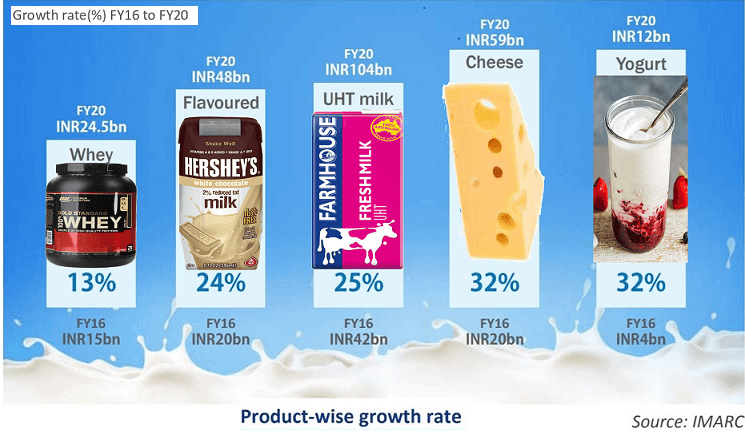 Growth rate(%) FY16 to FY20
FY20
INR24.5bn
Whey
GOLD STANDARD
100%
WHEY
13%
FY16
INR15bn
FY20
INR48bn
Flavoured
Shake Well
HERSHEY'S
white chocolate
2% reduced fat
milk
24%
FY16
INR20bn
FY20
INR104bn
UHT milk
FARMHOUSE
FRESH MILK
UHT
25%
FY16
INR42bn
FY20
INR59bn
Cheese
32%
FY16
INR20bn
FY20
INR12bn
Yogurt
32%
FY16
INR4bn
Product-wise growth rate
Source: IMARC